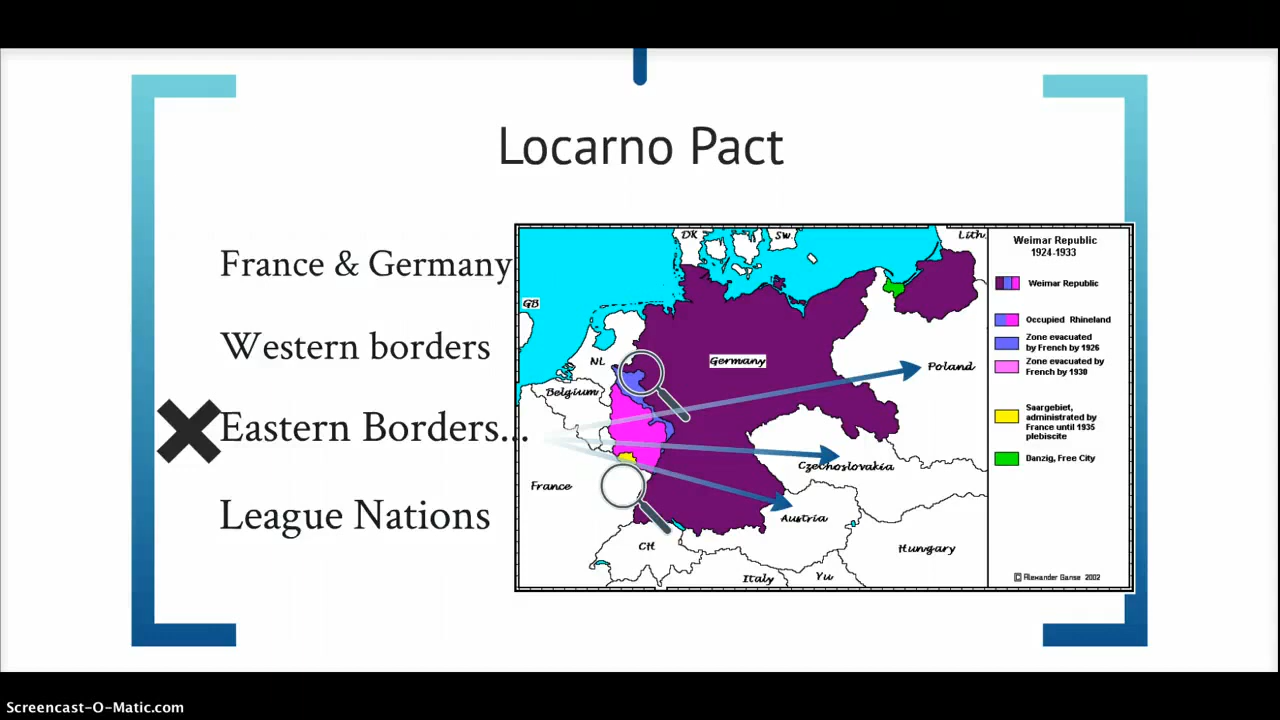 Locarno Pact
France & Germany
Western borders
Eastern Borders...
League Nations
DK
Sw.
Lith.
GB
NL
Germany
Poland
Belgium
Czechoslovakia
France
Austria
CH
Hungary
Italy
Yu
Weimar Republic
1924-1933
Weimar Republic
Occupied Rhineland
Zone evacuated
by French by 1926
Zone evacuated by
French by 1930
Saargebiet,
administrated by
France until 1935
plebiscite
Danzig, Free City
© Alexander Ganse 2002
Screencast-O-Matic.com